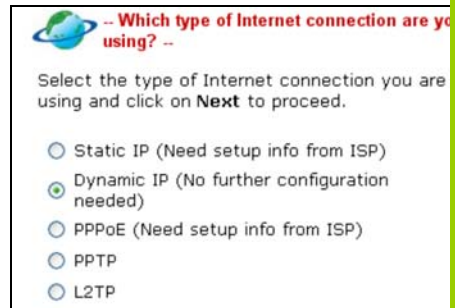 -- Which type of Internet connection are
using? --
Select the type of Internet connection you are
using and click on Next to proceed.
Static IP (Need setup info from ISP)
Dynamic IP (No further configuration
needed)
PPPoE (Need setup info from ISP)
PPTP
L2TP